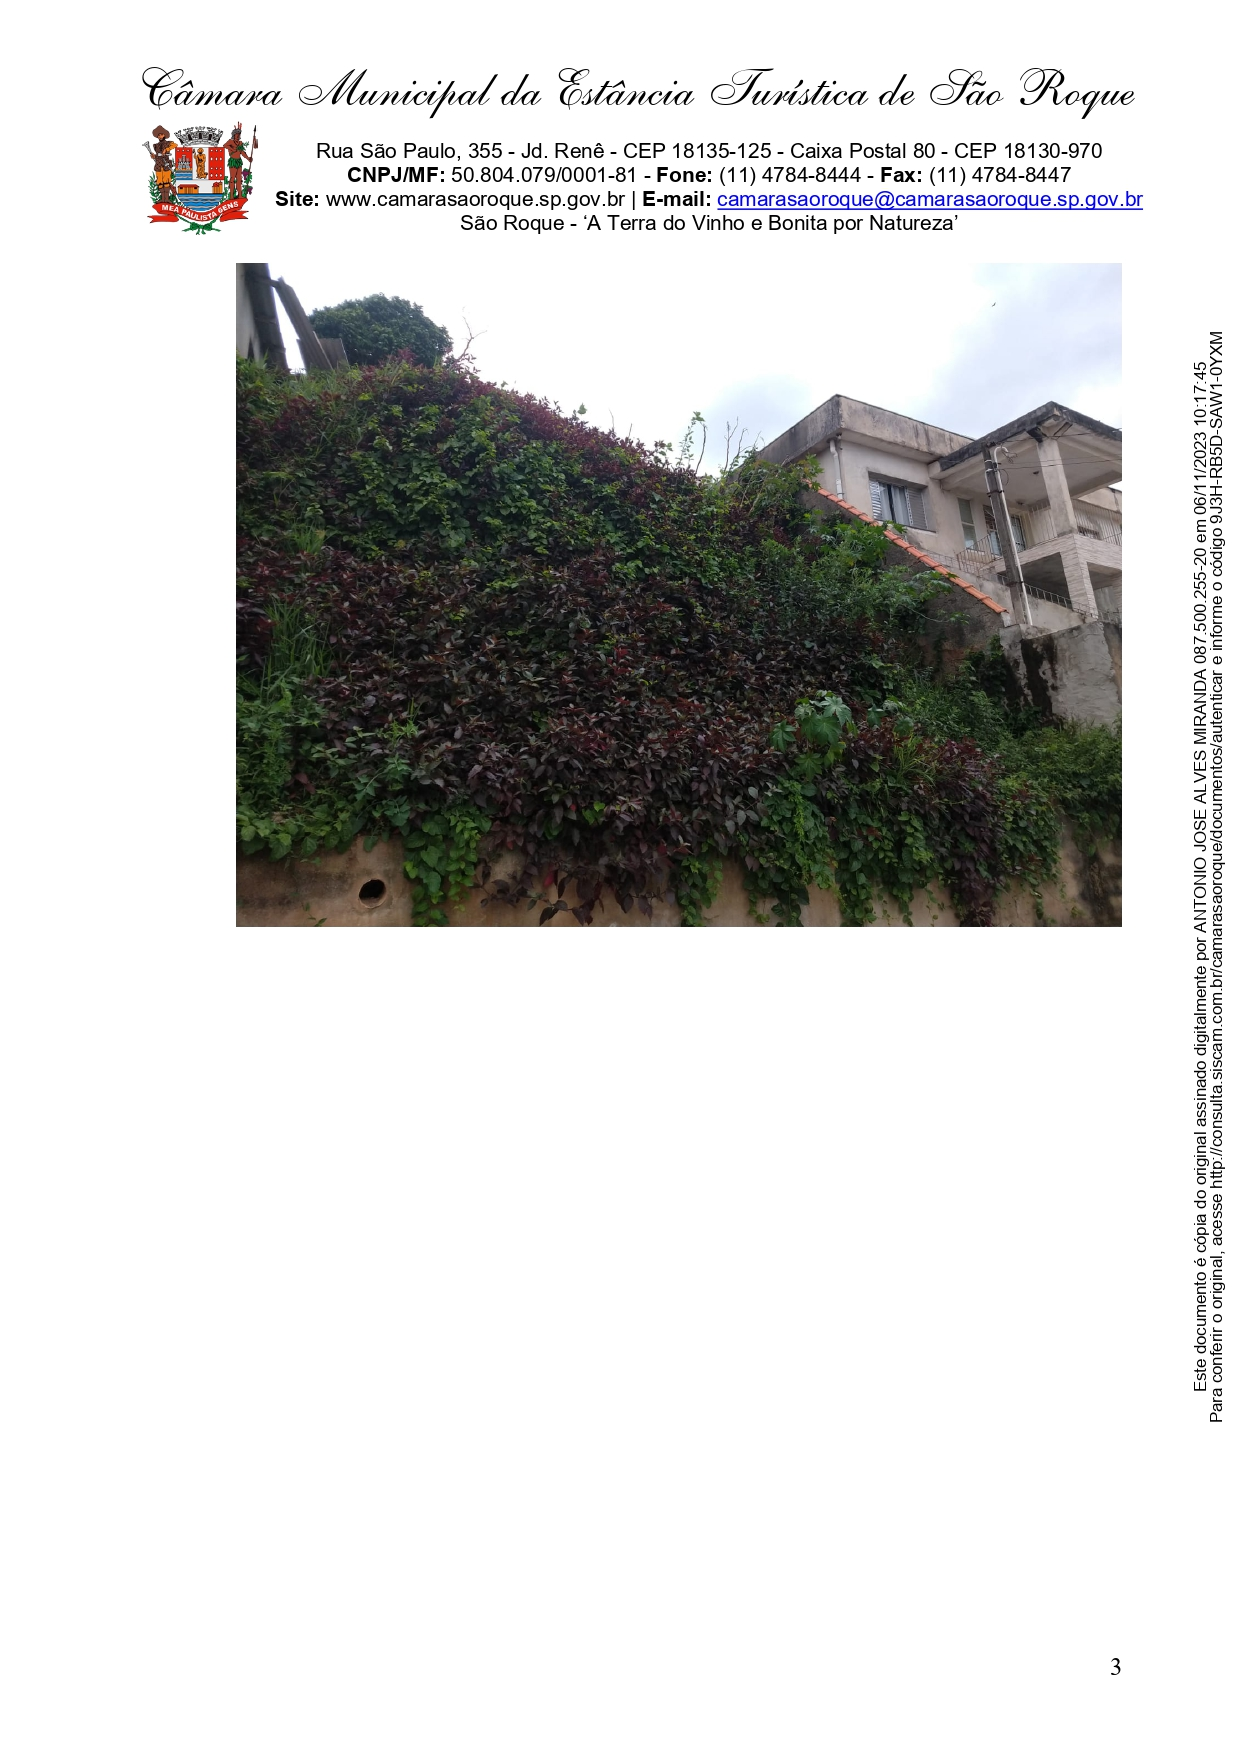 Câmara Municipal da Estância Turística de São Roque
MEA PAULISTA GENS
Rua São Paulo, 355 - Jd. Renê - CEP 18135-125 - Caixa Postal 80 - CEP 18130-970
CNPJ/MF: 50.804.079/0001-81 - Fone: (11) 4784-8444 - Fax: (11) 4784-8447
Site: www.camarasaoroque.sp.gov.br | E-mail: camarasaoroque@camarasaoroque.sp.gov.br
São Roque - ‘A Terra do Vinho e Bonita por Natureza’
Este documento é cópia do original assinado digitalmente por ANTONIO JOSE ALVES MIRANDA 087.500.255-20 em 06/11/2023 10:17:45
Para conferir o original, acesse http://consulta.siscam.com.br/camarasaoroque/documentos/autenticar e informe o código 9J3H-RB5D-SAW1-0YXM
3